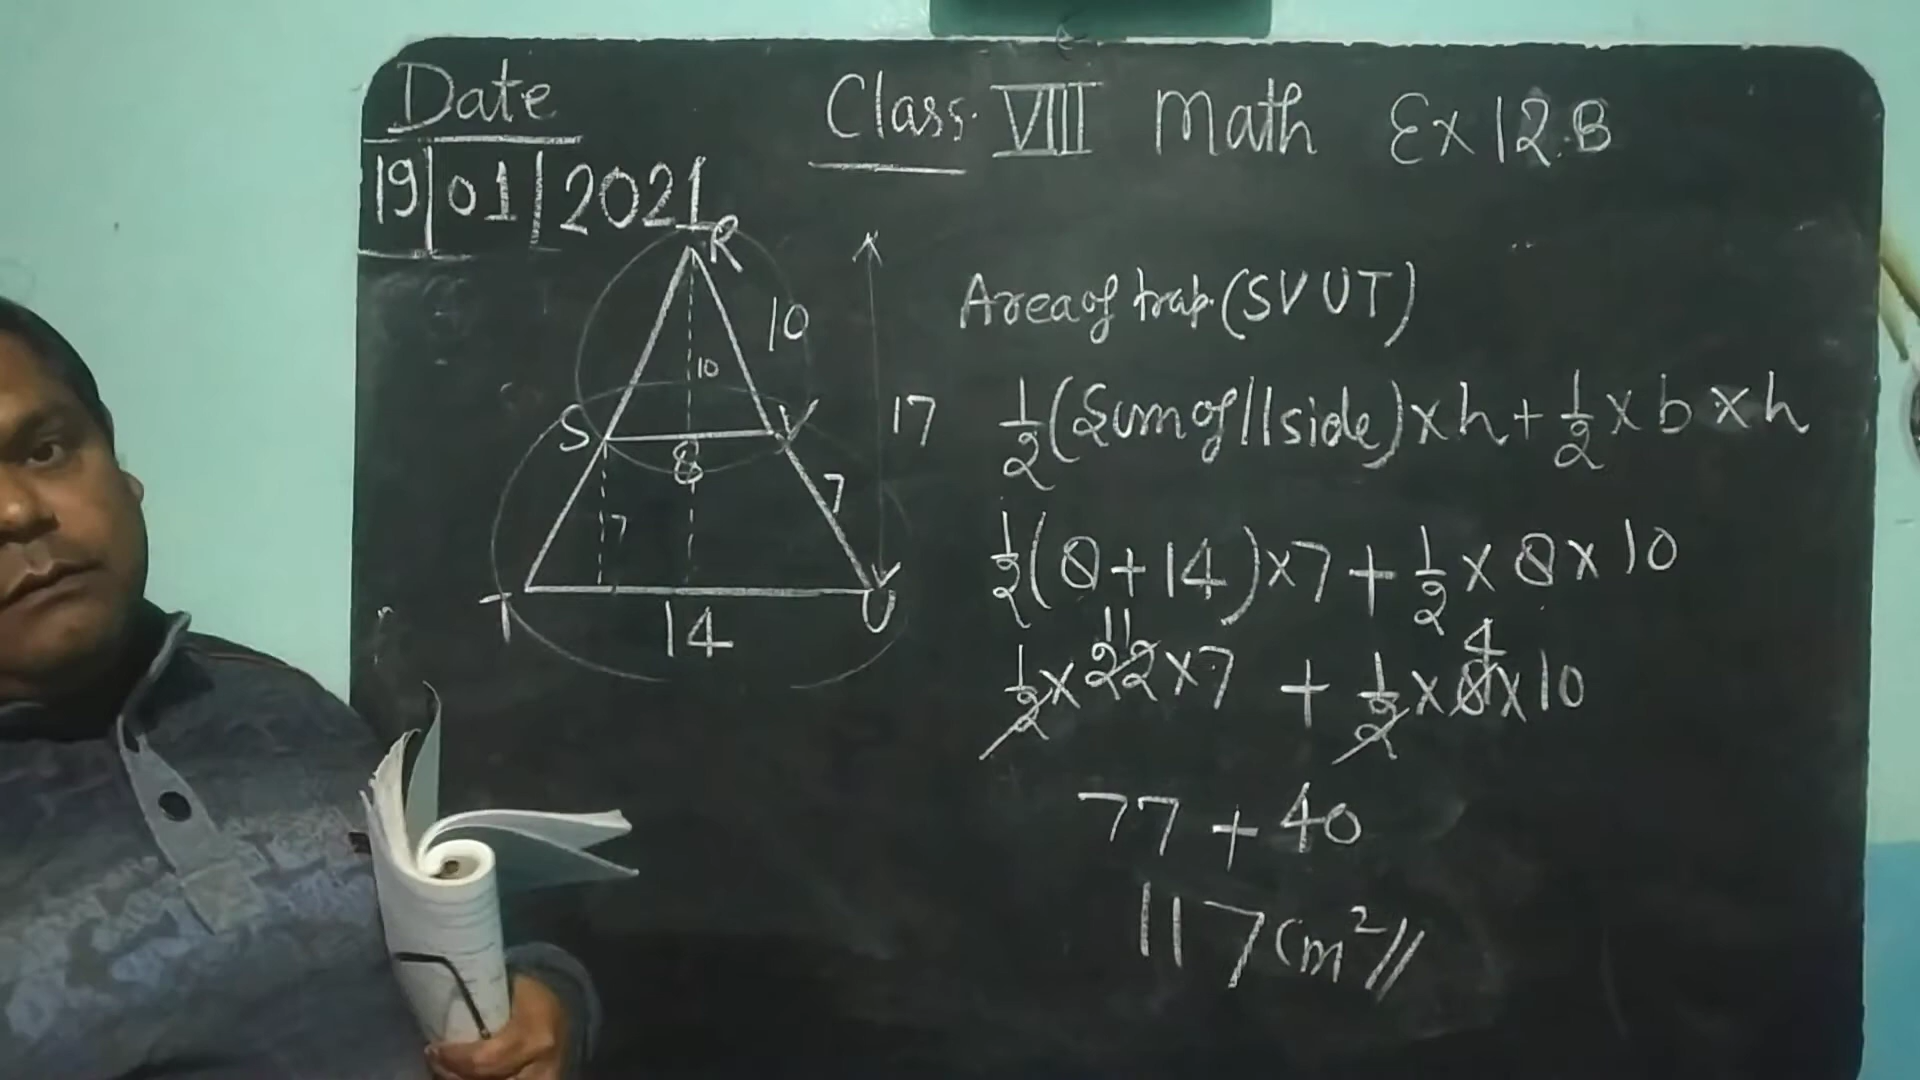 Date
19|01|2021
Class. VIII Math Ex 12.B
R
10
10
S
V
8
17
7
7
T
14
U
Area of trap. (SVUT)
1/2 (Sum of // side) x h + 1/2 x b x h
1/2 (8+14) x 7 + 1/2 x 8 x 10
11 4
1/2 x 22 x 7 + 1/2 x 8 x 10
77 + 40
117 cm² //